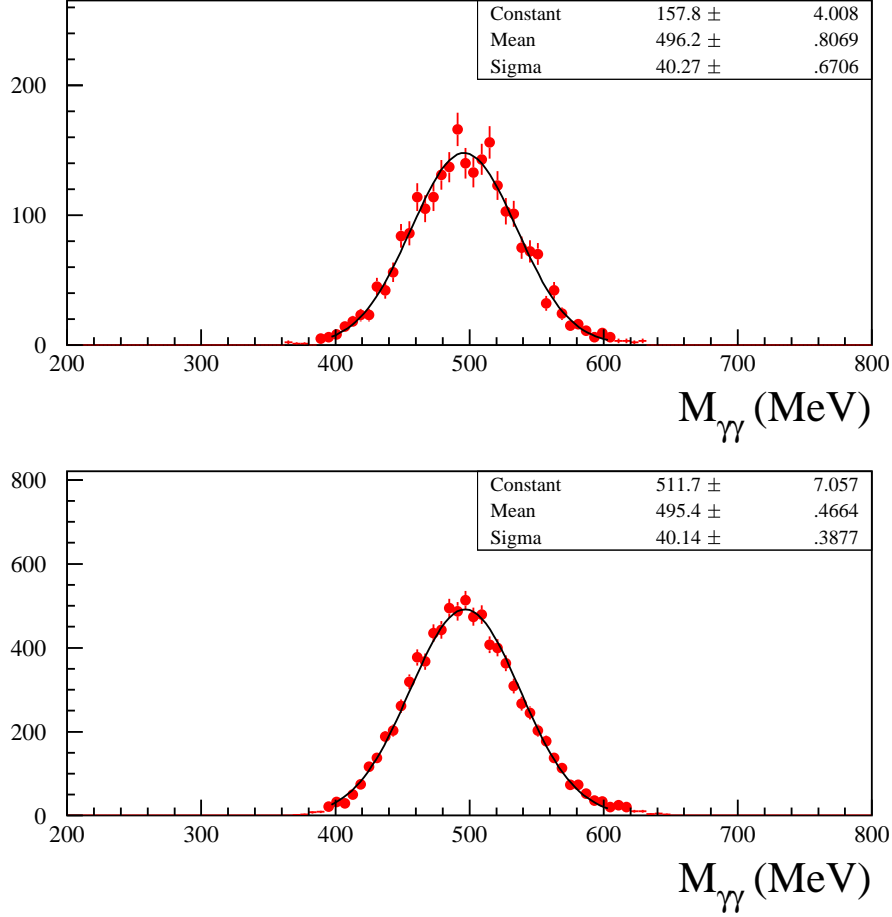 Constant 157.8 ± 4.008
Mean 496.2 ± .8069
Sigma 40.27 ± .6706
200
100
0
200 300 400 500 600 700 800
M_γγ (MeV)
Constant 511.7 ± 7.057
Mean 495.4 ± .4664
Sigma 40.14 ± .3877
800
600
400
200
0
200 300 400 500 600 700 800
M_γγ (MeV)